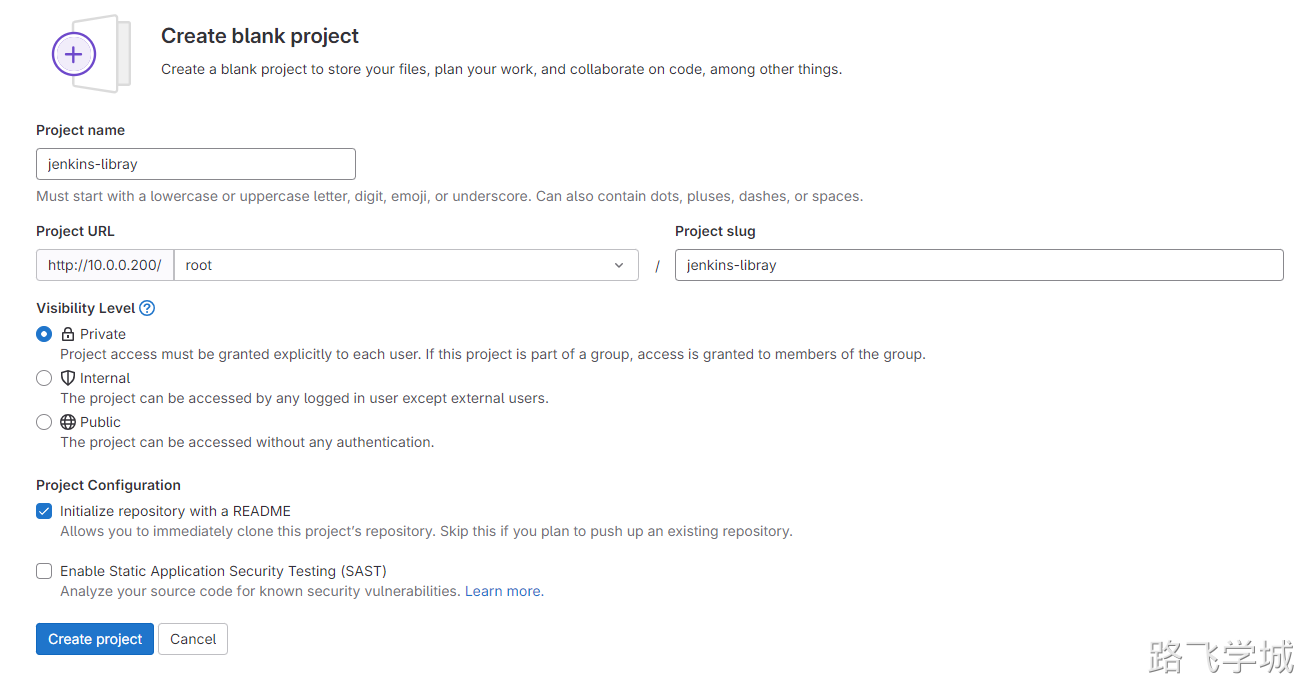 Create blank project
Create a blank project to store your files, plan your work, and collaborate on code, among other things.
Project name
jenkins-libray
Must start with a lowercase or uppercase letter, digit, emoji, or underscore. Can also contain dots, pluses, dashes, or spaces.
Project URL
Project slug
http://10.0.0.200/ root / jenkins-libray
Visibility Level
Private
Project access must be granted explicitly to each user. If this project is part of a group, access is granted to members of the group.
Internal
The project can be accessed by any logged in user except external users.
Public
The project can be accessed without any authentication.
Project Configuration
Initialize repository with a README
Allows you to immediately clone this project's repository. Skip this if you plan to push up an existing repository.
Enable Static Application Security Testing (SAST)
Analyze your source code for known security vulnerabilities. Learn more.
Create project Cancel
路飞学城